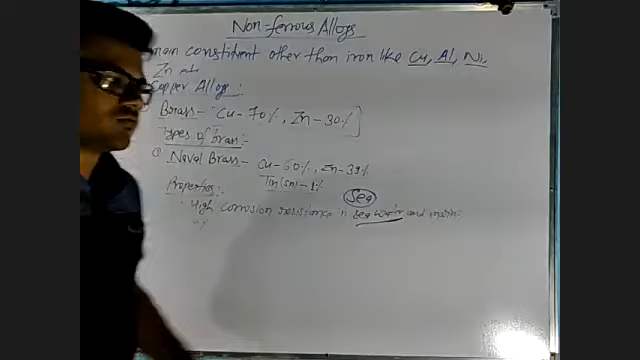 Non-ferrous Alloys
main constituent other than iron like Cu, Al, Ni,
Zn etc
Copper Alloys:
Brass - Cu-70%, Zn-30%
Types of brass:-
① Naval Brass - Cu-60%, Zn-39%
Tin(Sn)-1%
Properties:-
Sea
High corrosion resistance in sea water and